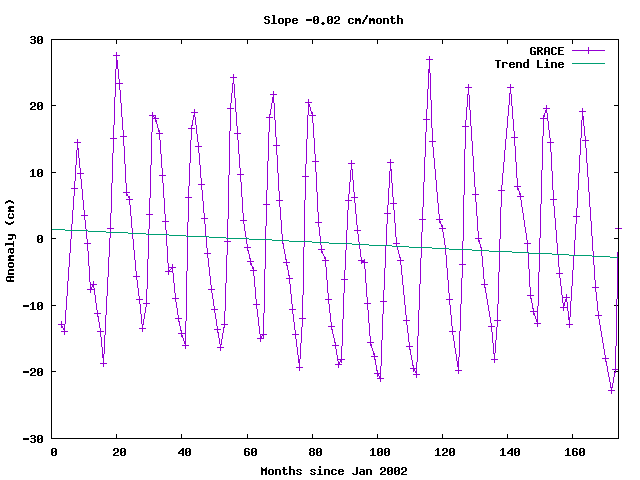 Slope -0.02 cm/month
GRACE
Trend Line
Anomaly (cm)
30
20
10
0
-10
-20
-30
0 20 40 60 80 100 120 140 160
Months since Jan 2002